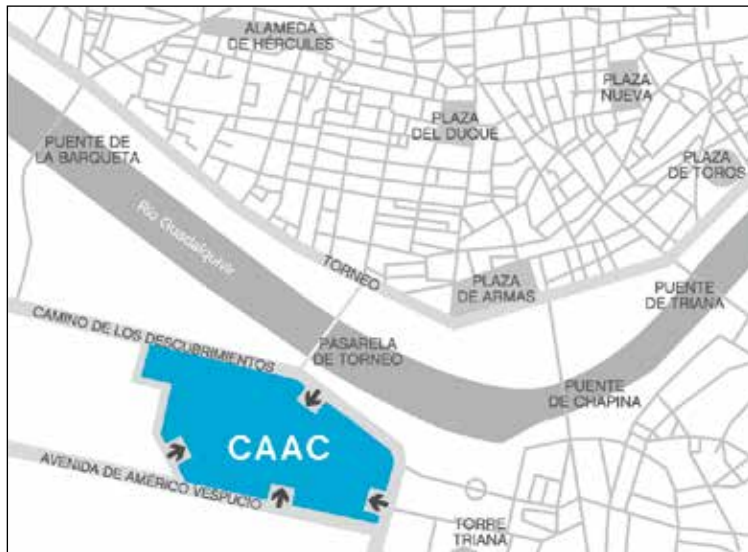 ALAMEDA
DE HÉRCULES
PLAZA
NUEVA
PLAZA
DEL DUQUE
PUENTE DE
LA BARQUETA
PLAZA
DE TOROS
Río Guadalquivir
TORNEO
PLAZA
DE ARMAS
PUENTE
DE TRIANA
CAMINO DE LOS DESCUBRIMIENTOS
PASARELA
DE TORNEO
PUENTE
DE CHAPINA
CAAC
AVENIDA DE AMÉRICO VESPUCIO
TORRE
TRIANA